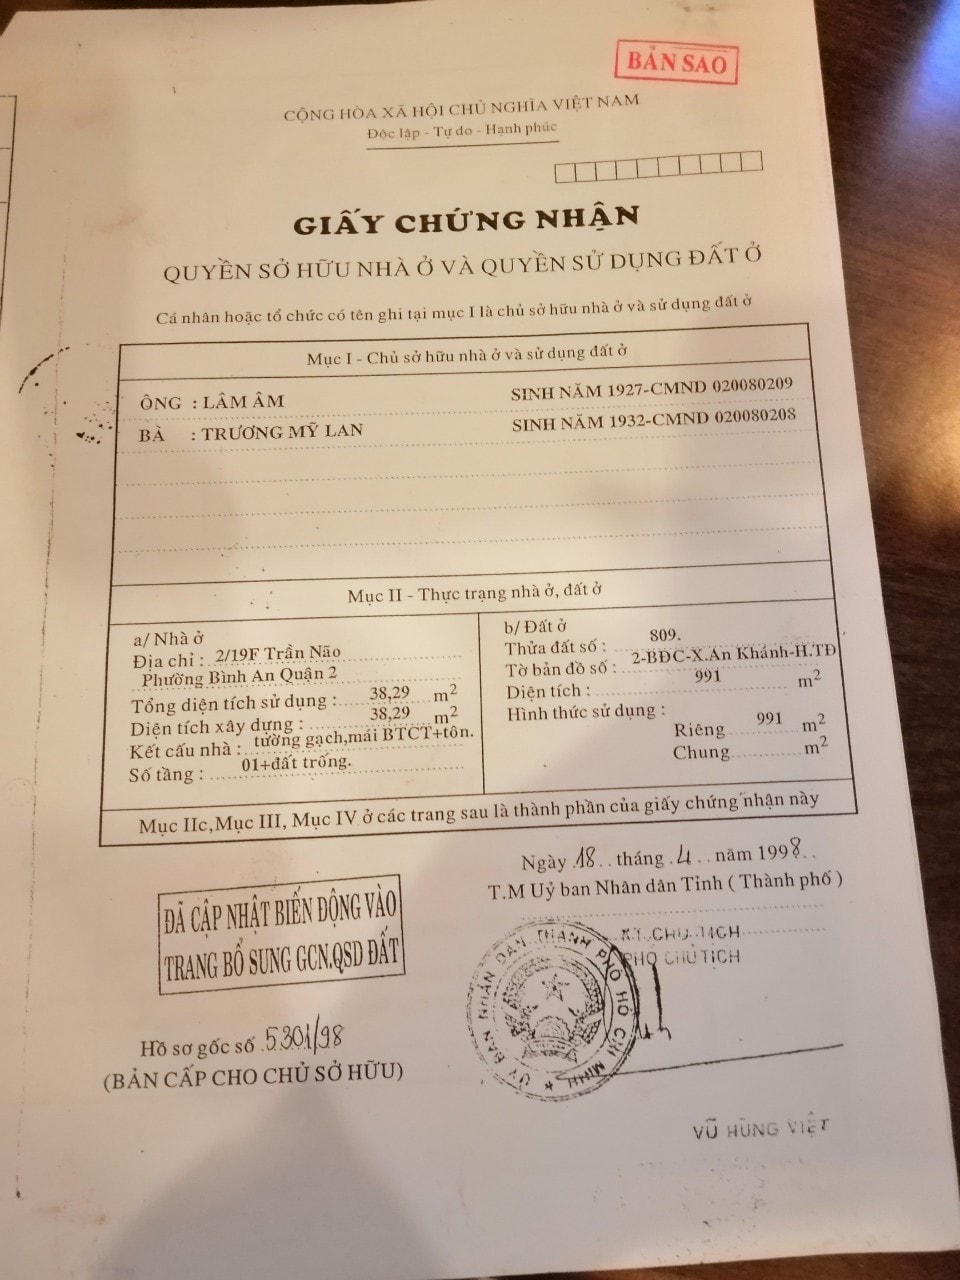 BẢN SAO
CỘNG HÒA XÃ HỘI CHỦ NGHĨA VIỆT NAM
Độc lập - Tự do - Hạnh phúc
GIẤY CHỨNG NHẬN
QUYỀN SỞ HỮU NHÀ Ở VÀ QUYỀN SỬ DỤNG ĐẤT Ở
Cá nhân hoặc tổ chức có tên ghi tại mục I là chủ sở hữu nhà ở và sử dụng đất ở
Mục I - Chủ sở hữu nhà ở và sử dụng đất ở
ÔNG : LÂM ÂM SINH NĂM 1927-CMND 020080209
BÀ : TRƯƠNG MỸ LAN SINH NĂM 1932-CMND 020080208
Mục II - Thực trạng nhà ở, đất ở
a/ Nhà ở
Địa chỉ : 2/19F Trần Não
Phường Bình An Quận 2
Tổng diện tích sử dụng : 38,29 m2
Diện tích xây dựng : 38,29 m2
Kết cấu nhà : tường gạch,mái BTCT+tôn.
Số tầng : 01+đất trống.
b/ Đất ở
Thửa đất số : 809.
Tờ bản đồ số : 2-BĐC-X.An Khánh-H.TĐ
Diện tích : 991 m2
Hình thức sử dụng :
Riêng 991 m2
Chung m2
Mục IIc,Mục III, Mục IV ở các trang sau là thành phần của giấy chứng nhận này
Ngày 18 tháng 4 năm 1998
T.M Uỷ ban Nhân dân Tỉnh ( Thành phố )
KT. CHỦ TỊCH
PHÓ CHỦ TỊCH
ỦY BAN NHÂN DÂN THÀNH PHỐ HỒ CHÍ MINH
ĐÃ CẬP NHẬT BIẾN ĐỘNG VÀO
TRANG BỔ SUNG GCN.QSD ĐẤT
Hồ sơ gốc số 5301/98
(BẢN CẤP CHO CHỦ SỞ HỮU)
VŨ HÙNG VIỆT